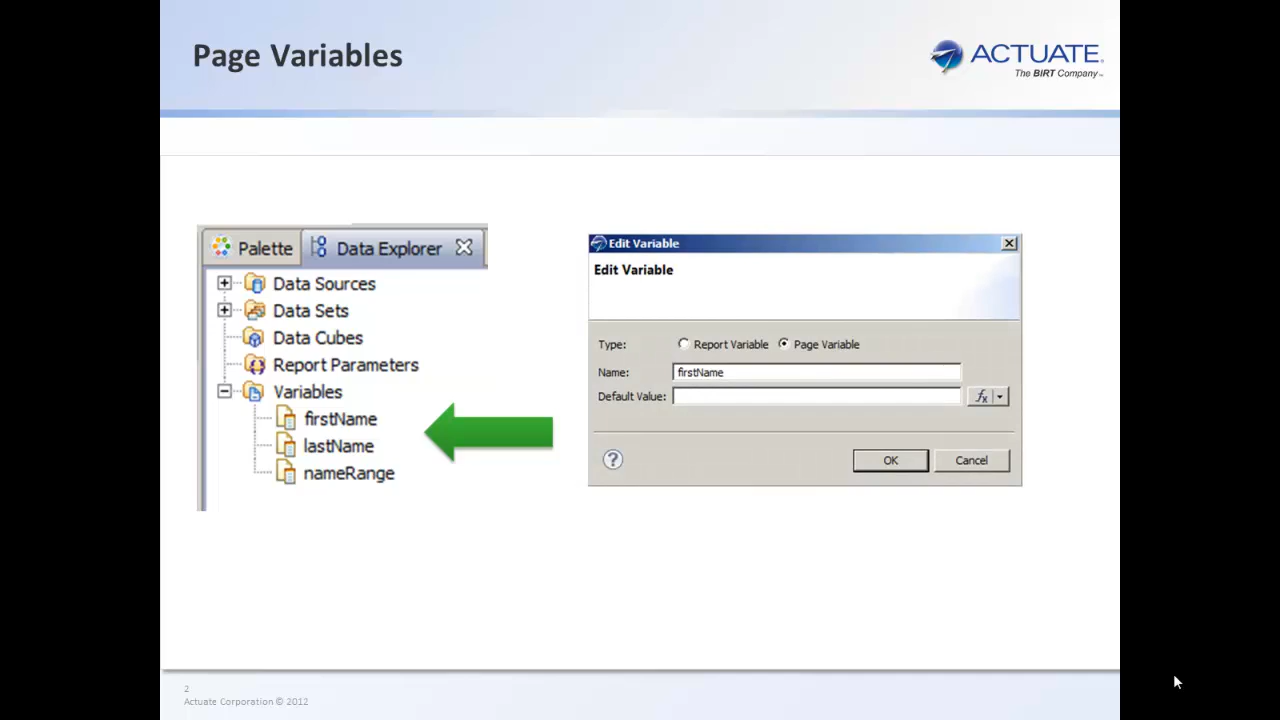 Page Variables
ACTUATE.
The BIRT Company™
Palette
Data Explorer
Data Sources
Data Sets
Data Cubes
Report Parameters
Variables
firstName
lastName
nameRange
Edit Variable
Edit Variable
Type: Report Variable Page Variable
Name: firstName
Default Value: fx
? OK Cancel
2
Actuate Corporation © 2012